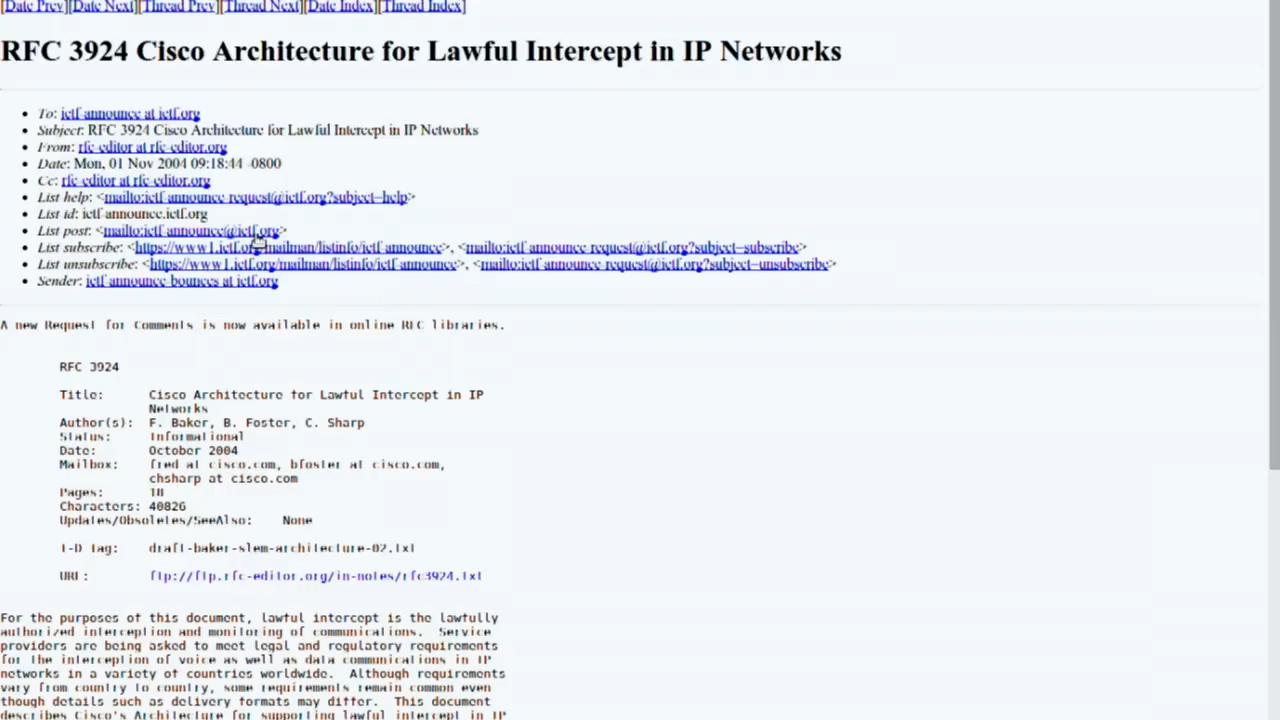 [Date Prev][Date Next][Thread Prev][Thread Next][Date Index][Thread Index]
RFC 3924 Cisco Architecture for Lawful Intercept in IP Networks
To: ietf-announce at ietf.org
Subject: RFC 3924 Cisco Architecture for Lawful Intercept in IP Networks
From: rfc-editor at rfc-editor.org
Date: Mon, 01 Nov 2004 09:18:44 -0800
Cc: rfc-editor at rfc-editor.org
List-help: <mailto:ietf-announce-request@ietf.org?subject=help>
List-id: ietf-announce.ietf.org
List-post: <mailto:ietf-announce@ietf.org>
List-subscribe: <https://www1.ietf.org/mailman/listinfo/ietf-announce>, <mailto:ietf-announce-request@ietf.org?subject=subscribe>
List-unsubscribe: <https://www1.ietf.org/mailman/listinfo/ietf-announce>, <mailto:ietf-announce-request@ietf.org?subject=unsubscribe>
Sender: ietf-announce-bounces at ietf.org
A new Request for Comments is now available in online RFC libraries.
RFC 3924
Title: Cisco Architecture for Lawful Intercept in IP
Networks
Author(s): F. Baker, B. Foster, C. Sharp
Status: Informational
Date: October 2004
Mailbox: fred at cisco.com, bfoster at cisco.com,
chsharp at cisco.com
Pages: 18
Characters: 40826
Updates/Obsoletes/SeeAlso: None
I-D Tag: draft-baker-slem-architecture-02.txt
URL: ftp://ftp.rfc-editor.org/in-notes/rfc3924.txt
For the purposes of this document, lawful intercept is the lawfully
authorized interception and monitoring of communications. Service
providers are being asked to meet legal and regulatory requirements
for the interception of voice as well as data communications in IP
networks in a variety of countries worldwide. Although requirements
vary from country to country, some requirements remain common even
though details such as delivery formats may differ. This document
describes Cisco's Architecture for supporting lawful intercept in IP